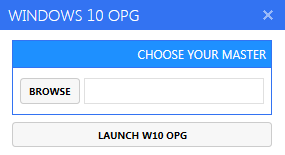 WINDOWS 10 OPG
CHOOSE YOUR MASTER
BROWSE
LAUNCH W10 OPG